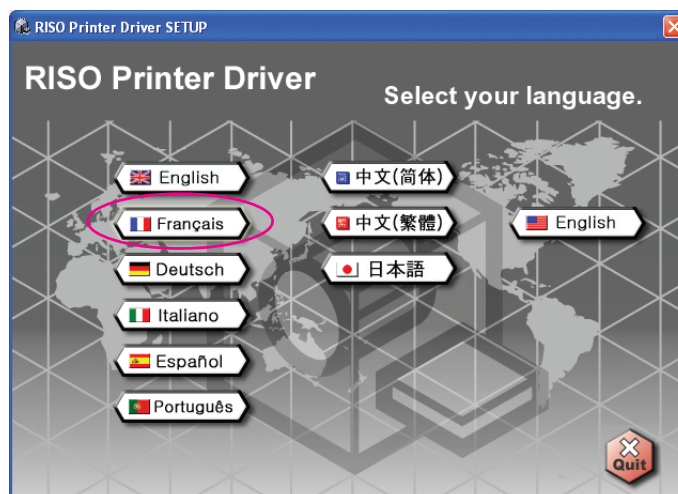 RISO Printer Driver SETUP
RISO Printer Driver
Select your language.
English
Français
Deutsch
Italiano
Español
Português
中文(简体)
中文(繁體)
日本語
English
Quit